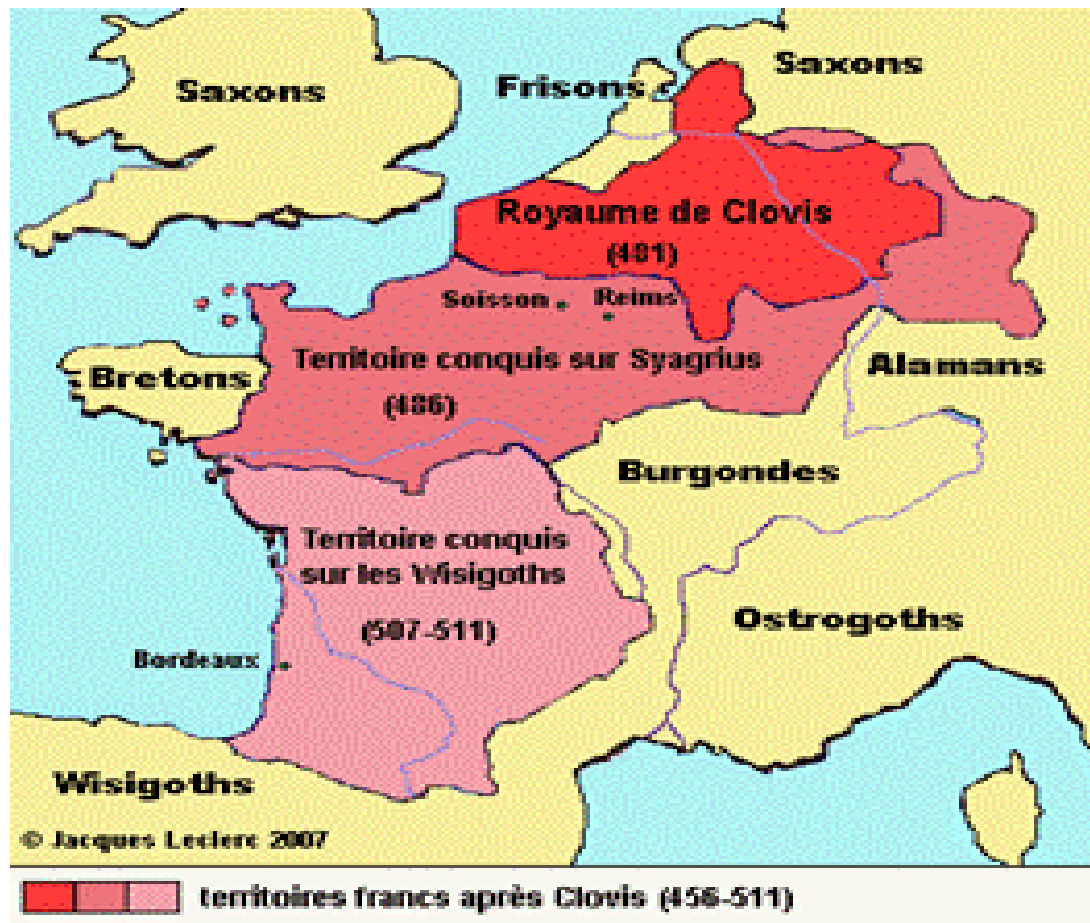 Saxons
Frisons
Saxons
Royaume de Clovis
(481)
Soisson
Reims
Territoire conquis sur Syagrius
(486)
Bretons
Alamans
Burgondes
Territoire conquis
sur les Wisigoths
(507-511)
Ostrogoths
Bordeaux
Wisigoths
© Jacques Leclerc 2007
territoires francs après Clovis (456-511)